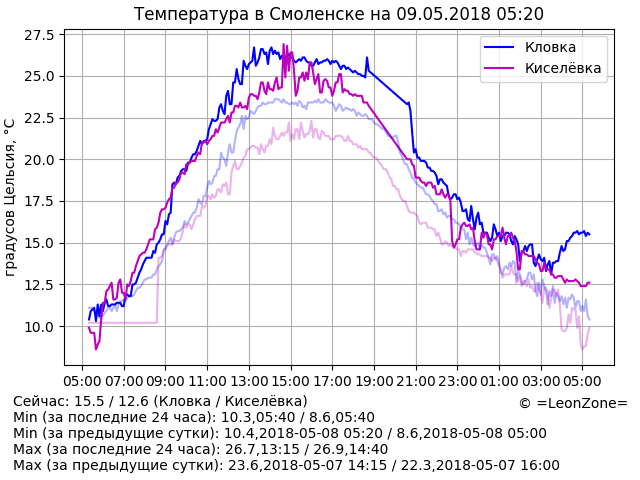 Температура в Смоленске на 09.05.2018 05:20
Кловка
Киселёвка
градусов Цельсия, °C
27.5
25.0
22.5
20.0
17.5
15.0
12.5
10.0
05:00 07:00 09:00 11:00 13:00 15:00 17:00 19:00 21:00 23:00 01:00 03:00 05:00
Сейчас: 15.5 / 12.6 (Кловка / Киселёвка)
© =LeonZone=
Min (за последние 24 часа): 10.3,05:40 / 8.6,05:40
Min (за предыдущие сутки): 10.4,2018-05-08 05:20 / 8.6,2018-05-08 05:00
Max (за последние 24 часа): 26.7,13:15 / 26.9,14:40
Max (за предыдущие сутки): 23.6,2018-05-07 14:15 / 22.3,2018-05-07 16:00